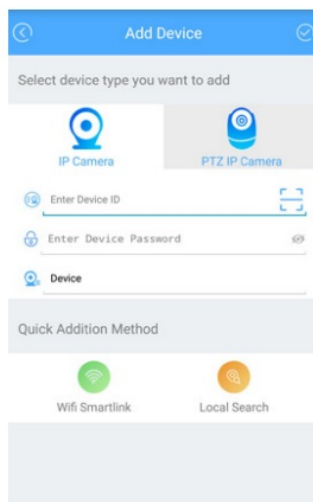 Add Device
Select device type you want to add
IP Camera PTZ IP Camera
Enter Device ID
Enter Device Password
Device
Quick Addition Method
Wifi Smartlink Local Search